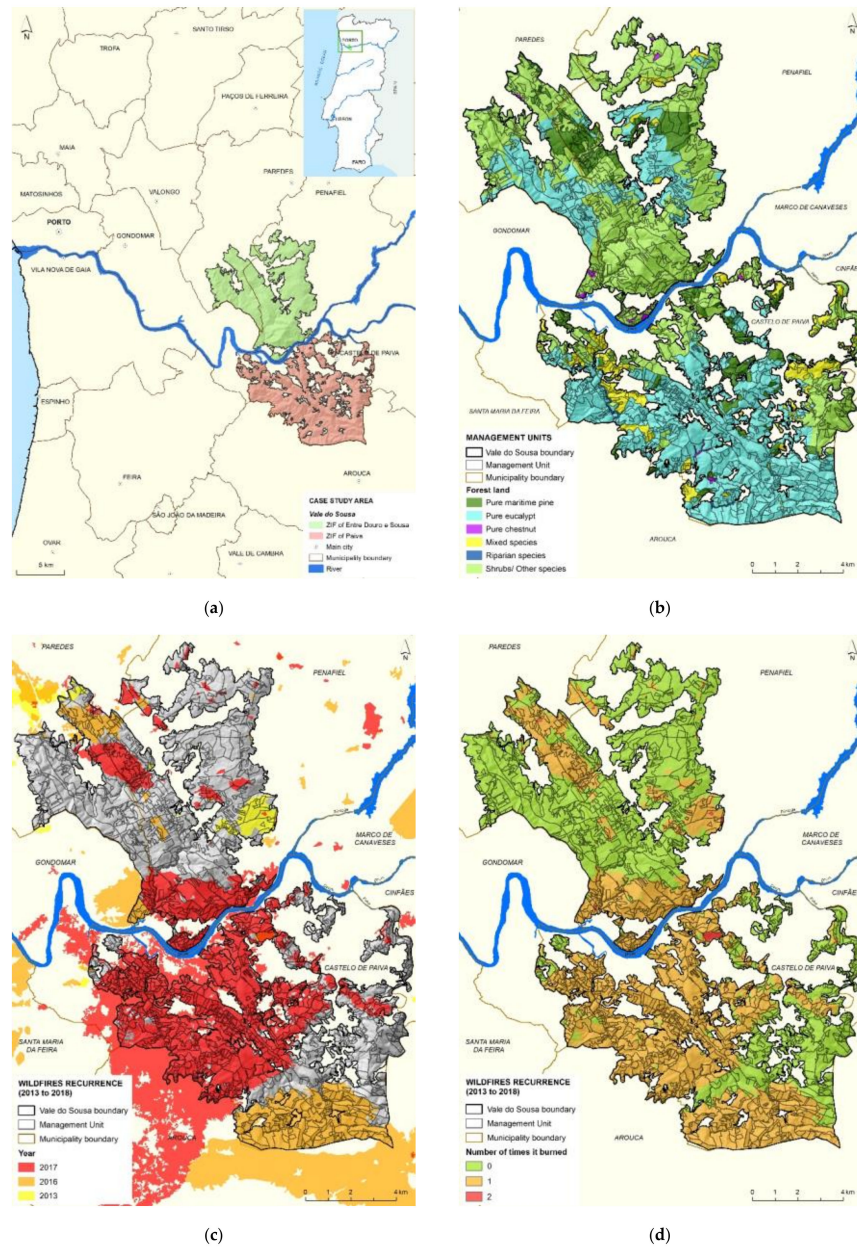 N
SANTO TIRSO
TROFA
PORTO
LISBON
FARO
PAÇOS DE FERREIRA
MAIA
PAREDES
MATOSINHOS
VALONGO
PENAFIEL
PORTO
GONDOMAR
VILA NOVA DE GAIA
CASTELO DE PAIVA
ESPINHO
AROUCA
FEIRA
SÃO JOÃO DA MADEIRA
OVAR
VALE DE CAMBRA
5 km
CASE STUDY AREA
Vale do Sousa
ZIF of Entre Douro e Sousa
ZIF of Paiva
Main city
Municipality boundary
River
(a)
N
PAREDES
PENAFIEL
MARCO DE CANAVESES
GONDOMAR
CINFÃES
CASTELO DE PAIVA
SANTA MARIA DA FEIRA
AROUCA
MANAGEMENT UNITS
Vale do Sousa boundary
Management Unit
Municipality boundary
Forest land
Pure maritime pine
Pure eucalypt
Pure chestnut
Mixed species
Riparian species
Shrubs/ Other species
0 1 2 4 km
(b)
PAREDES
N
PENAFIEL
MARCO DE
CANAVESES
GONDOMAR
CINFÃES
CASTELO DE PAIVA
SANTA MARIA
DA FEIRA
AROUCA
WILDFIRES RECURRENCE
(2013 to 2018)
Vale do Sousa boundary
Management Unit
Municipality boundary
Year
2017
2016
2013
0 1 2 4 km
(c)
PAREDES
N
PENAFIEL
MARCO DE
CANAVESES
GONDOMAR
CINFÃES
CASTELO DE PAIVA
SANTA MARIA
DA FEIRA
AROUCA
WILDFIRES RECURRENCE
(2013 to 2018)
Vale do Sousa boundary
Management Unit
Municipality boundary
Number of times it burned
0
1
2
0 1 2 4 km
(d)